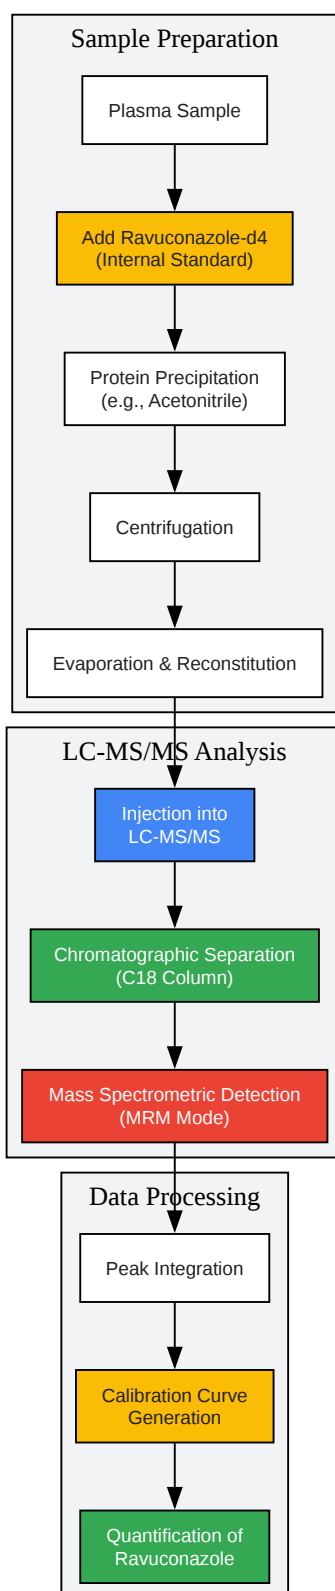 Sample Preparation
Plasma Sample
Add Ravuconazole-d4
(Internal Standard)
Protein Precipitation
(e.g., Acetonitrile)
Centrifugation
Evaporation & Reconstitution
LC-MS/MS Analysis
Injection into
LC-MS/MS
Chromatographic Separation
(C18 Column)
Mass Spectrometric Detection
(MRM Mode)
Data Processing
Peak Integration
Calibration Curve
Generation
Quantification of
Ravuconazole